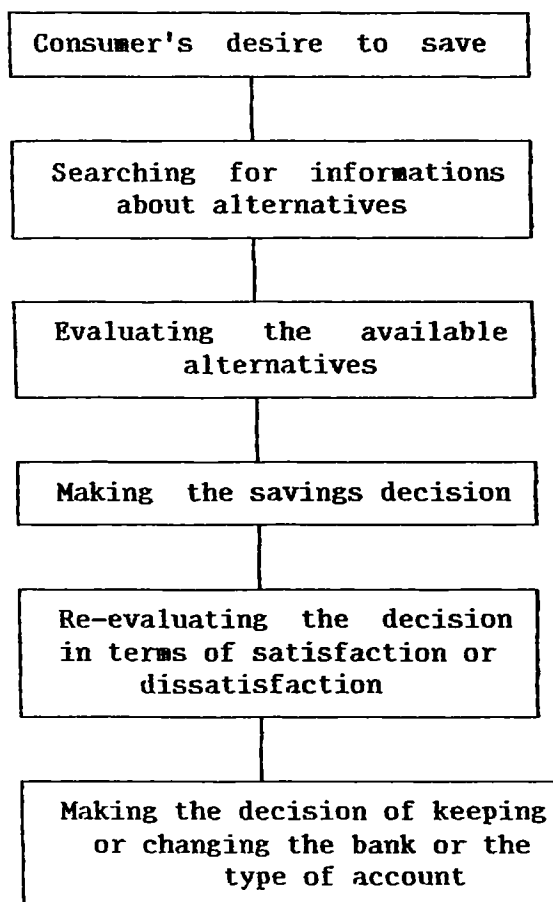 Consumer's desire to save
Searching for informations
about alternatives
Evaluating the available
alternatives
Making the savings decision
Re-evaluating the decision
in terms of satisfaction or
dissatisfaction
Making the decision of keeping
or changing the bank or the
type of account